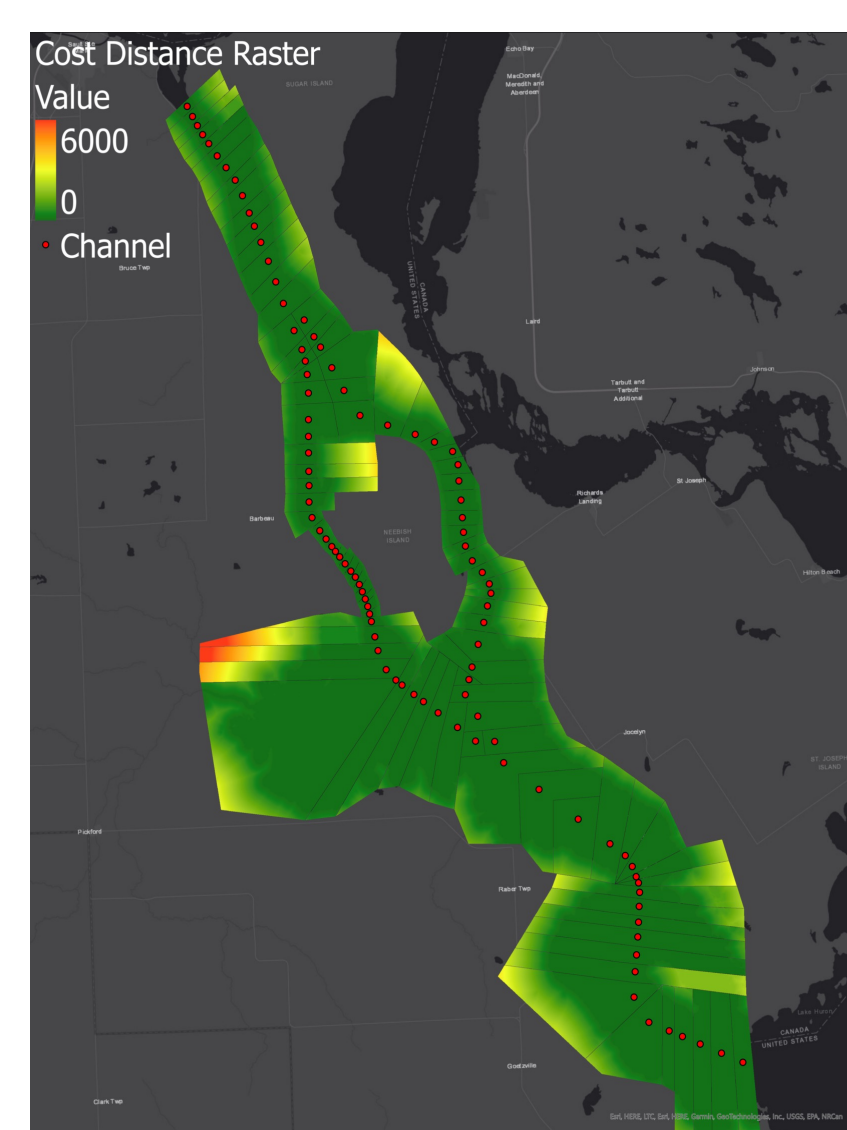 Cost Distance Raster
Value
6000
0
Channel
Echo Bay
MacDonald,
Meredith and
Aberdeen
SUGAR ISLAND
Bruce Twp
CANADA
UNITED STATES
Laird
Tarbutt and
Tarbutt
Additional
Johnson
St Joseph
Richards
Landing
Barbeau
NEEBISH
ISLAND
Hilton Beach
Jocelyn
ST. JOSEPH
ISLAND
Pickford
Raber Twp
Lake Huron
CANADA
UNITED STATES
Goetzville
Clark Twp
Esri, HERE, LTC, Esri, HERE, Garmin, GeoTechnologies, Inc., USGS, EPA, NRCan